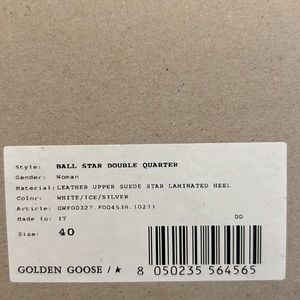 Style: BALL STAR DOUBLE QUARTER
Gender: Woman
Material: LEATHER UPPER SUEDE STAR LAMINATED HEEL
Color: WHITE/ICE/SILVER
Article: GWF00327.F004538.10273
Made in: IT
00
Size: 40
GOLDEN GOOSE / ★
8 050235 564565